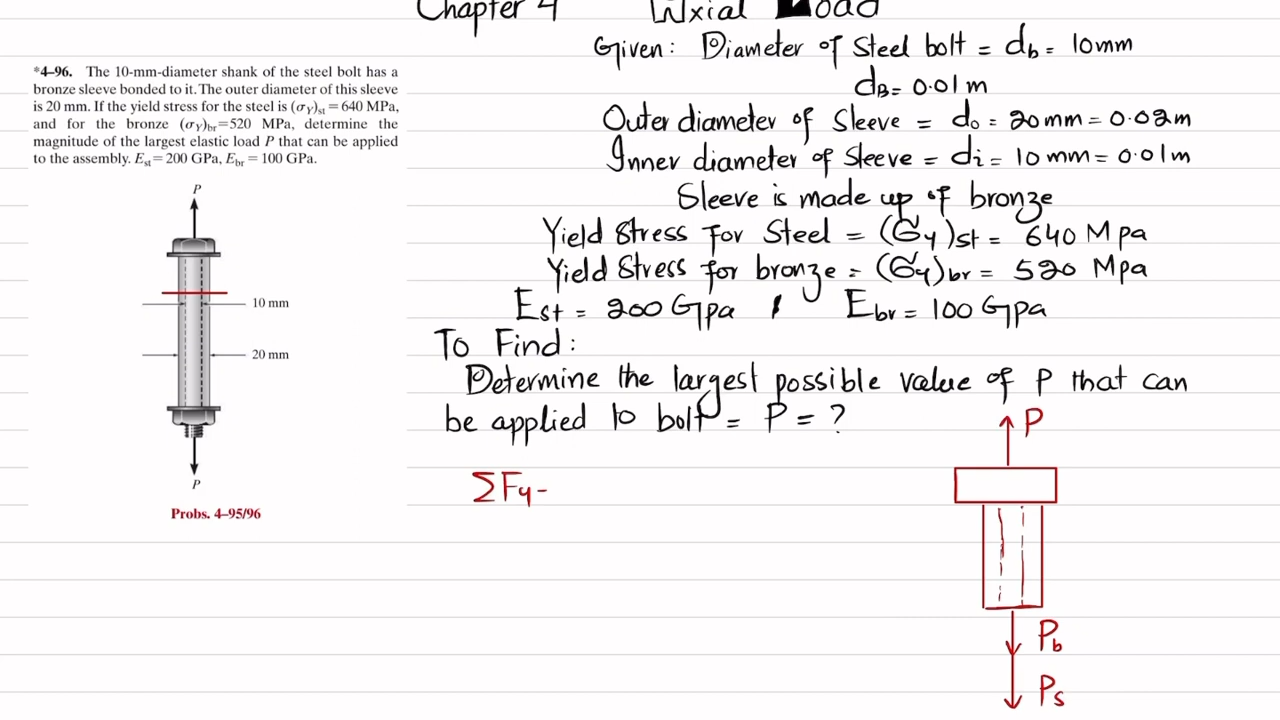 Chapter 4 Axial Load
*4–96. The 10-mm-diameter shank of the steel bolt has a
bronze sleeve bonded to it. The outer diameter of this sleeve
is 20 mm. If the yield stress for the steel is (σY)st = 640 MPa,
and for the bronze (σY)br=520 MPa, determine the
magnitude of the largest elastic load P that can be applied
to the assembly. Est = 200 GPa, Ebr = 100 GPa.
P
10 mm
20 mm
P
Probs. 4–95/96
Given: Diameter of Steel bolt = db = 10mm
dB = 0.01 m
Outer diameter of Sleeve = do = 20mm = 0.02m
Inner diameter of Sleeve = di = 10mm = 0.01m
Sleeve is made up of bronze
Yield Stress For Steel = (σy)st = 640 Mpa
Yield Stress for bronze = (σy)br = 520 Mpa
Est = 200 Gpa , Ebr = 100 Gpa
To Find:
Determine the largest possible value of P that can
be applied to bolt = P = ?
P
ΣFy-
Pb
Ps